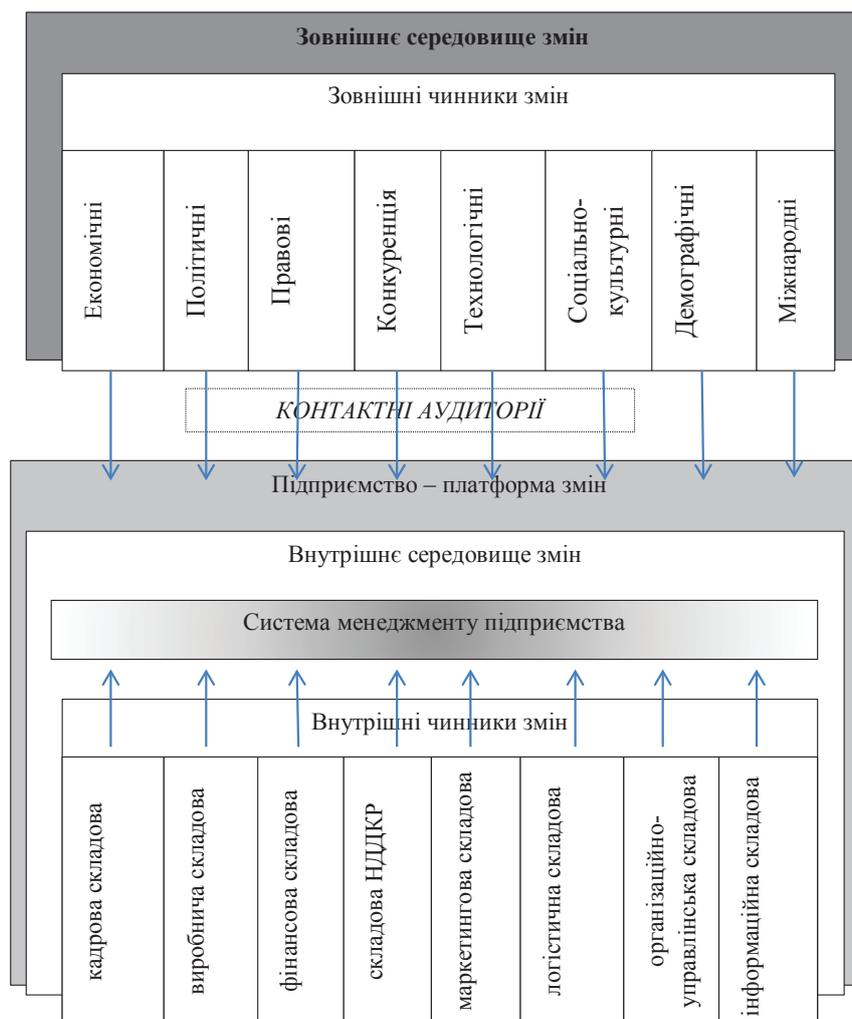 Зовнішнє середовище змін
Зовнішні чинники змін
Економічні
Політичні
Правові
Конкуренція
Технологічні
Соціально-
культурні
Демографічні
Міжнародні
КОНТАКТНІ АУДИТОРІЇ
Підприємство – платформа змін
Внутрішнє середовище змін
Система менеджменту підприємства
Внутрішні чинники змін
кадрова складова
виробнича складова
фінансова складова
складова НДДКР
маркетингова складова
логістична складова
організаційно-
управлінська складова
інформаційна складова